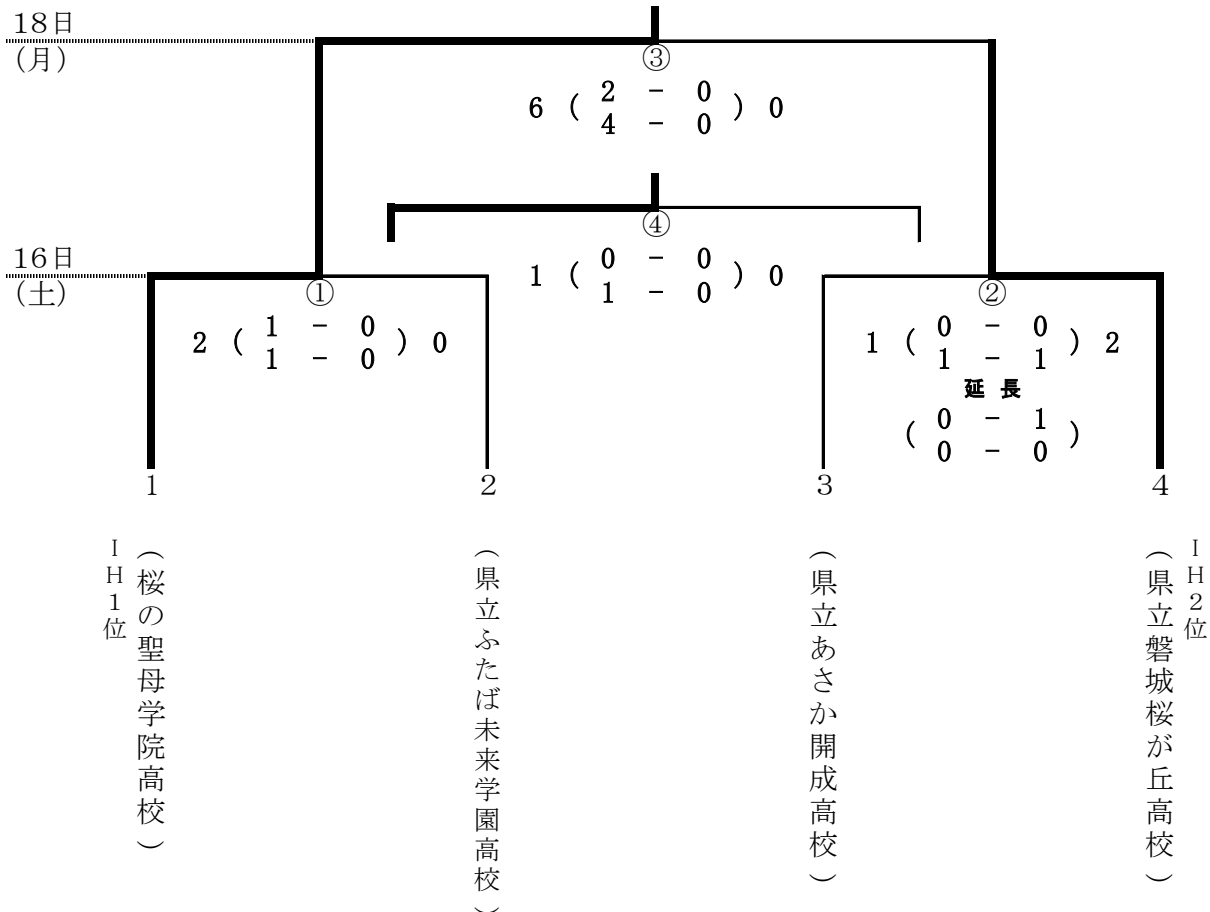 18日
(月)
③
6 ( 2 - 0 ) 0
4 - 0
④
1 ( 0 - 0 ) 0
1 - 0
16日
(土)
①
2 ( 1 - 0 ) 0
1 - 0
②
1 ( 0 - 0 ) 2
1 - 1
延長
( 0 - 1 )
0 - 0
1
2
3
4
IH1位
(桜の聖母学院高校)
(県立ふたば未来学園高校)
(県立あさか開成高校)
(県立磐城桜が丘高校)
IH2位